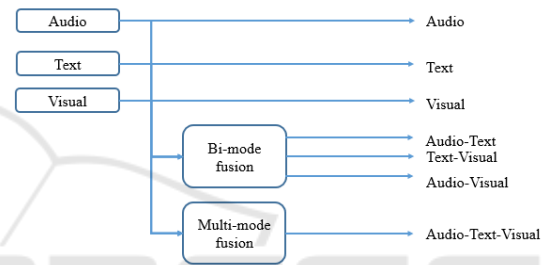 Audio
Audio
Text
Text
Visual
Visual
Bi-mode
fusion
Audio-Text
Text-Visual
Audio-Visual
Multi-mode
fusion
Audio-Text-Visual